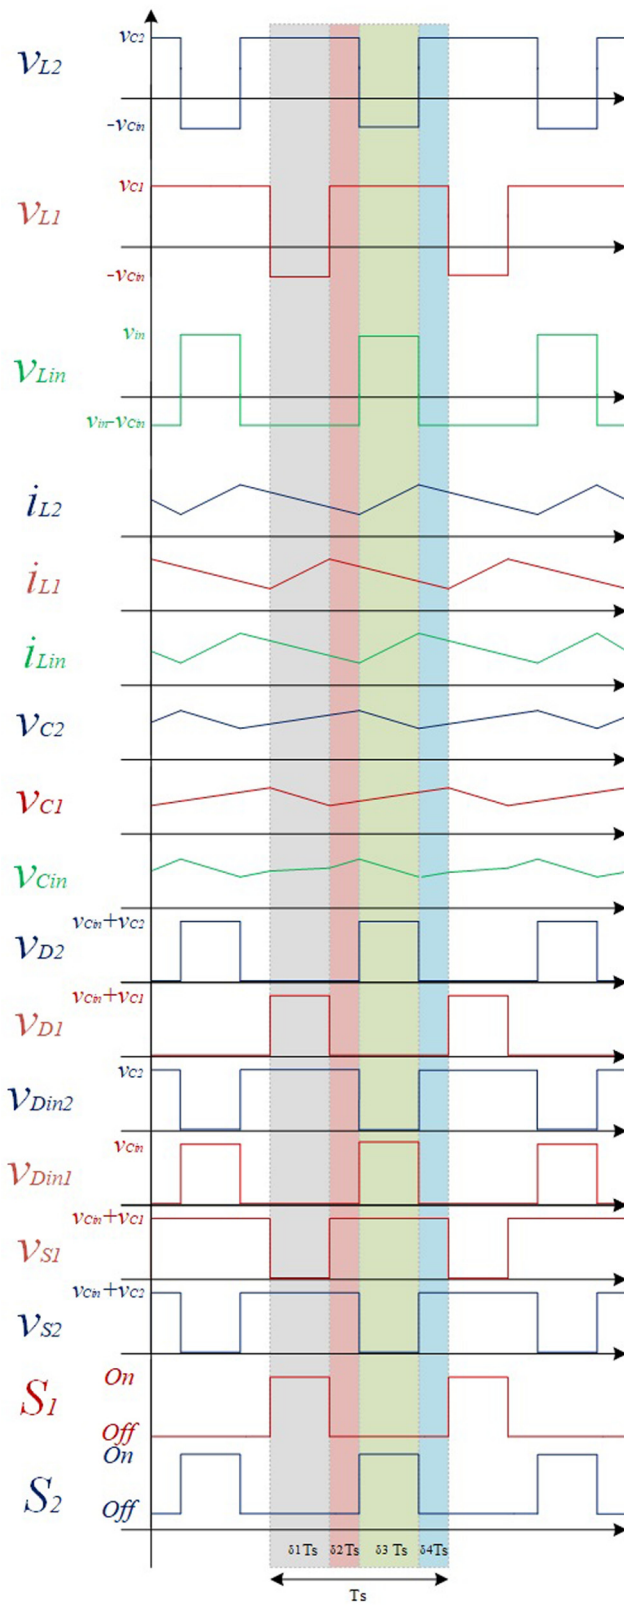 vC2
vL2
-vCin
vC1
vL1
-vCin
vin
vLin
vin-vCin
iL2
iL1
iLin
vC2
vC1
vCin
vCin+vC2
vD2
vCin+vC1
vD1
vC2
vDin2
vCin
vDin1
vCin+vC1
vS1
vCin+vC2
vS2
On
S1
Off
On
S2
Off
δ1Ts δ2Ts δ3 Ts δ4Ts
Ts